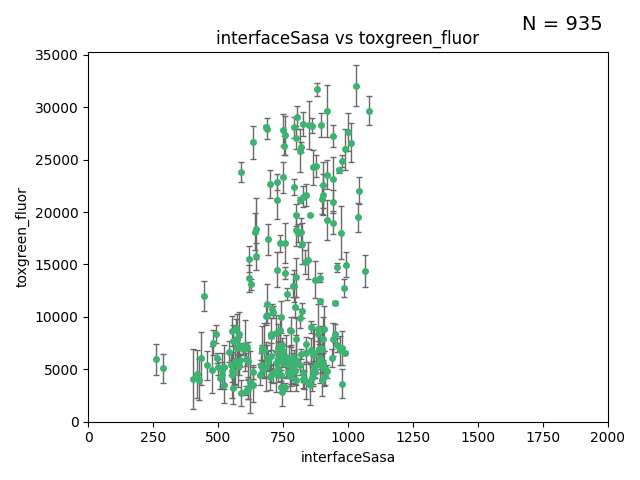 N = 935
interfaceSasa vs toxgreen_fluor
35000
30000
25000
20000
15000
10000
5000
0
toxgreen_fluor
0 250 500 750 1000 1250 1500 1750 2000
interfaceSasa